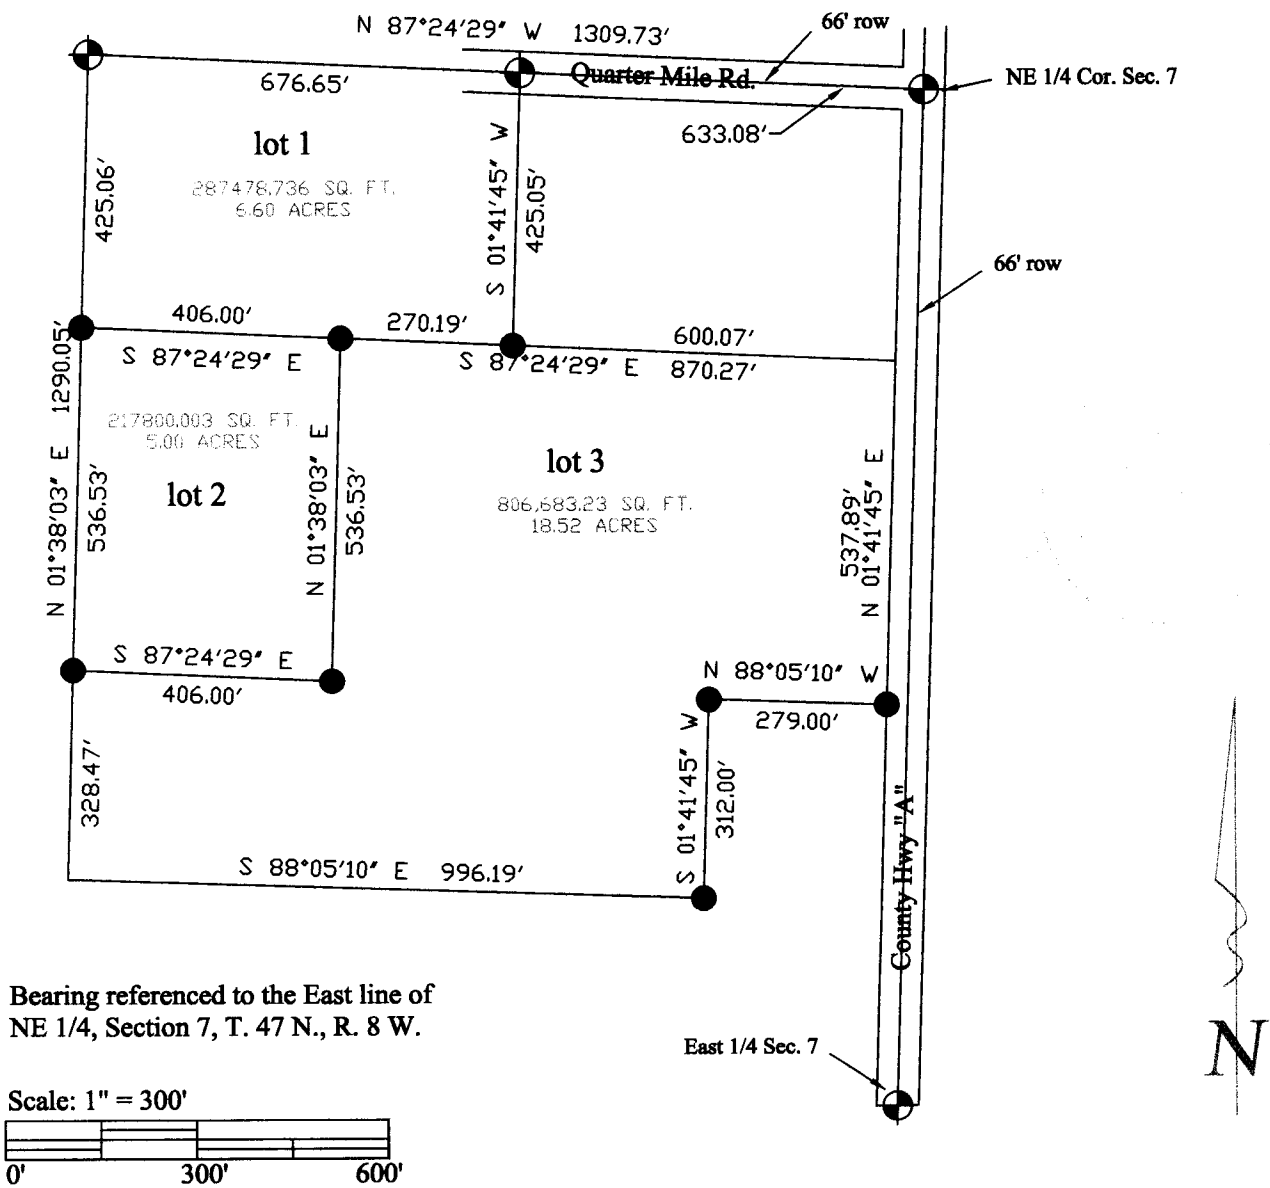 N 87°24'29" W 1309.73'
66' row
Quarter Mile Rd.
NE 1/4 Cor. Sec. 7
676.65'
633.08'
lot 1
287478.736 SQ. FT.
6.60 ACRES
425.06'
S 01°41'45" W
425.05'
66' row
406.00'
270.19'
600.07'
S 87°24'29" E
S 87°24'29" E 870.27'
N 01°38'03" E 1290.05'
217800.003 SQ. FT.
5.00 ACRES
lot 2
536.53'
N 01°38'03" E
536.53'
lot 3
806,683.23 SQ. FT.
18.52 ACRES
537.89'
N 01°41'45" E
S 87°24'29" E
406.00'
N 88°05'10" W
279.00'
328.47'
S 01°41'45" W
312.00'
S 88°05'10" E 996.19'
County Hwy "A"
Bearing referenced to the East line of
NE 1/4, Section 7, T. 47 N., R. 8 W.
East 1/4 Sec. 7
N
Scale: 1" = 300'
0' 300' 600'